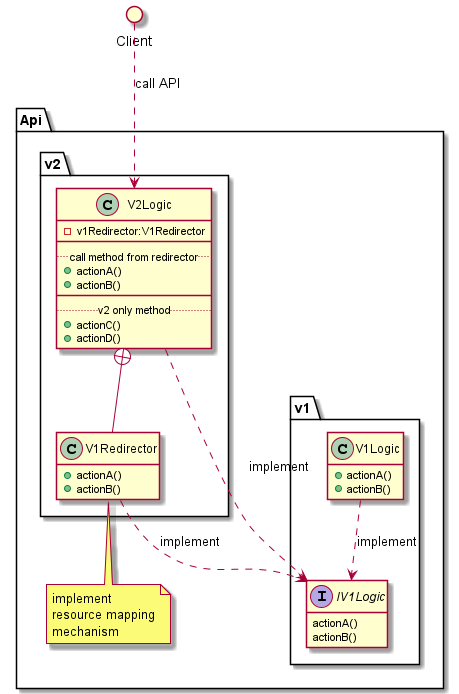 Client
call API
Api
v2
C V2Logic
v1Redirector:V1Redirector
call method from redirector
actionA()
actionB()
v2 only method
actionC()
actionD()
v1
C V1Redirector
actionA()
actionB()
C V1Logic
actionA()
actionB()
implement
implement
implement
I IV1Logic
actionA()
actionB()
implement
resource mapping
mechanism